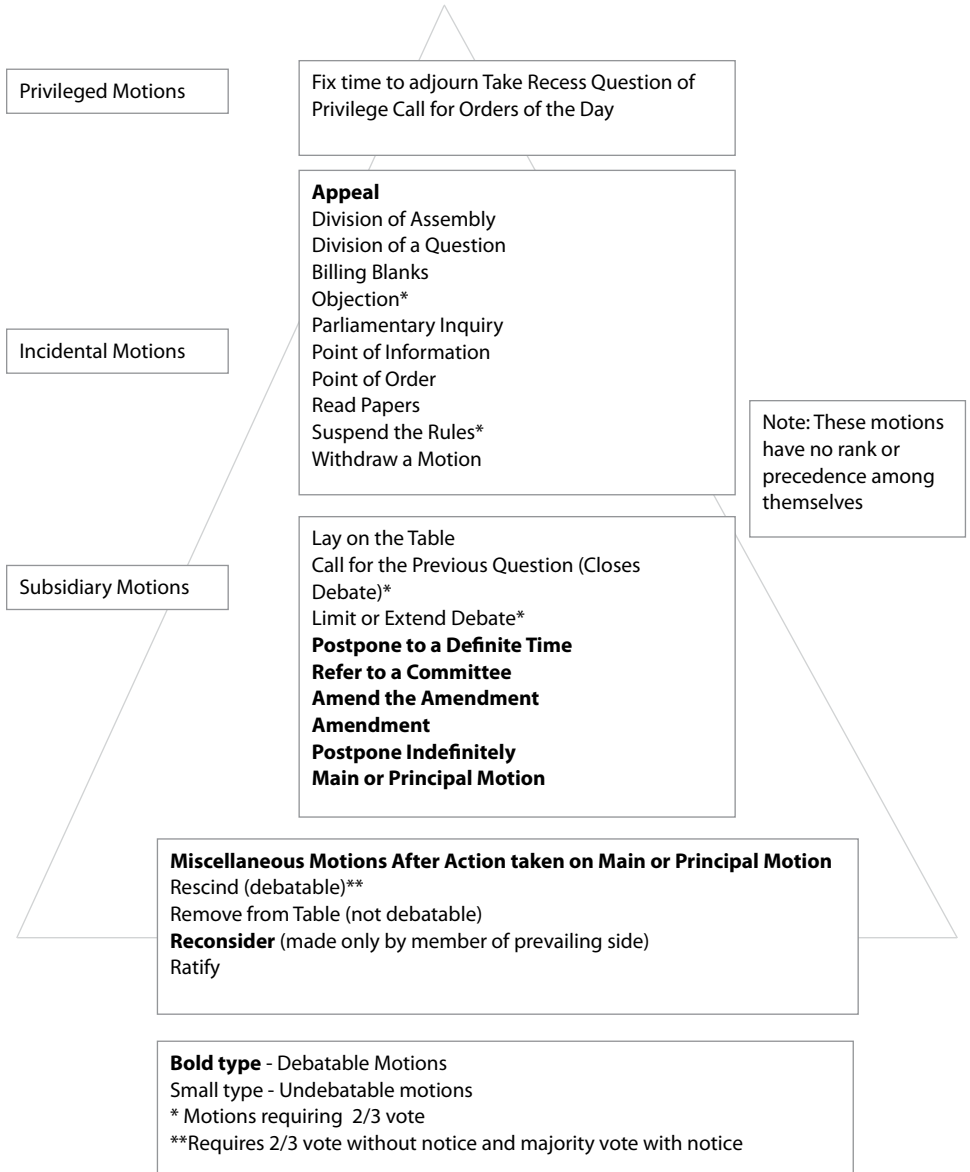 Privileged Motions
Fix time to adjourn Take Recess Question of
Privilege Call for Orders of the Day
Appeal
Division of Assembly
Division of a Question
Billing Blanks
Objection*
Parliamentary Inquiry
Point of Information
Point of Order
Read Papers
Suspend the Rules*
Withdraw a Motion
Incidental Motions
Note: These motions
have no rank or
precedence among
themselves
Subsidiary Motions
Lay on the Table
Call for the Previous Question (Closes
Debate)*
Limit or Extend Debate*
Postpone to a Definite Time
Refer to a Committee
Amend the Amendment
Amendment
Postpone Indefinitely
Main or Principal Motion
Miscellaneous Motions After Action taken on Main or Principal Motion
Rescind (debatable)**
Remove from Table (not debatable)
Reconsider (made only by member of prevailing side)
Ratify
Bold type - Debatable Motions
Small type - Undebatable motions
* Motions requiring 2/3 vote
**Requires 2/3 vote without notice and majority vote with notice